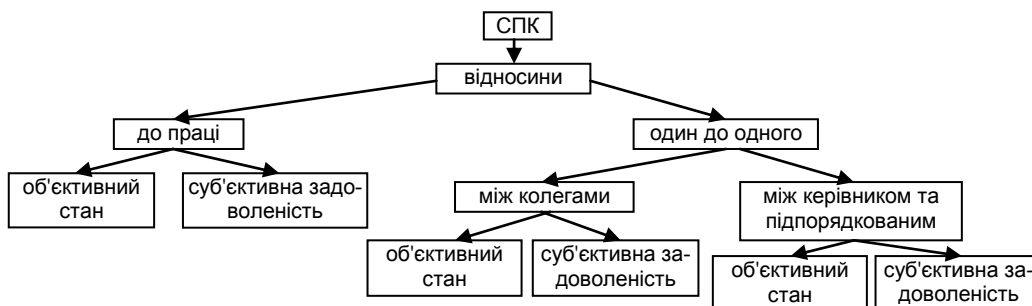 СПК
відносини
до праці
один до одного
об'єктивний
стан
суб'єктивна задо-
воленість
між колегами
між керівником та
підпорядкованим
об'єктивний
стан
суб'єктивна за-
доволеність
об'єктивний
стан
суб'єктивна за-
доволеність